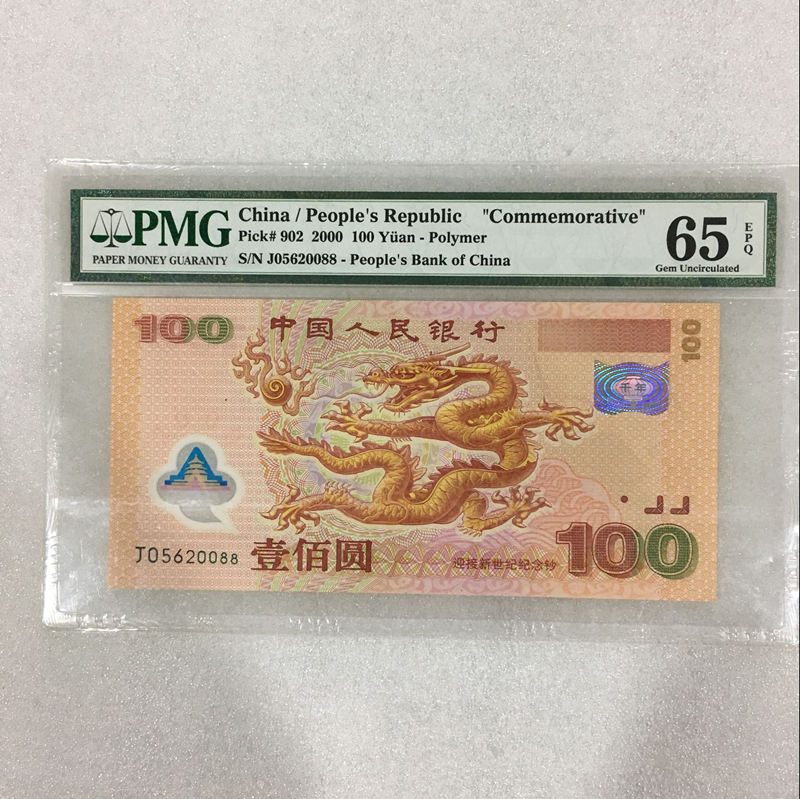 PMG
PAPER MONEY GUARANTY
China / People's Republic "Commemorative"
Pick# 902 2000 100 Yüan - Polymer
S/N J05620088 - People's Bank of China
65 EPQ
Gem Uncirculated
100
中国人民银行
100
千年
J05620088
壹佰圆
迎接新世纪纪念钞
100